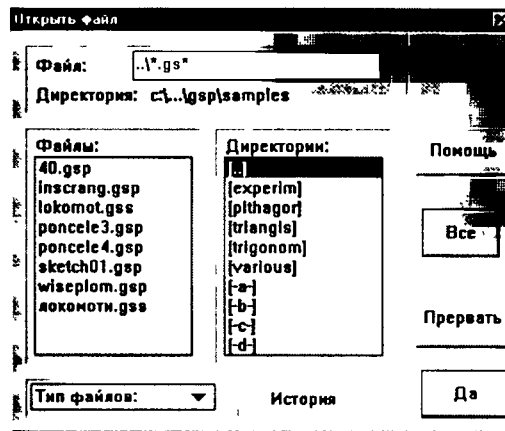 Открыть файл
Файл: ..\*.gs*
Директория: c:\...\gsp\samples
Файлы:
40.gsp
inscrang.gsp
lokomot.gss
poncele3.gsp
poncele4.gsp
sketch01.gsp
wiseplom.gsp
локомоти.gss
Директории:
[..]
[experim]
[pithagor]
[triangls]
[trigonom]
[various]
[-a-]
[-b-]
[-c-]
[-d-]
Помощь
Все
Прервать
Да
Тип файлов:
История